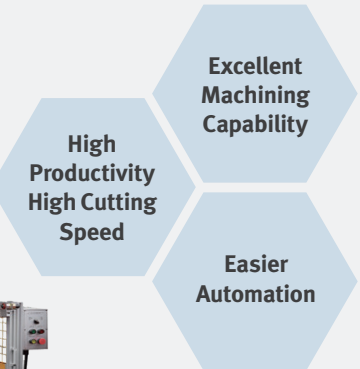 Excellent
Machining
Capability
High
Productivity
High Cutting
Speed
Easier
Automation